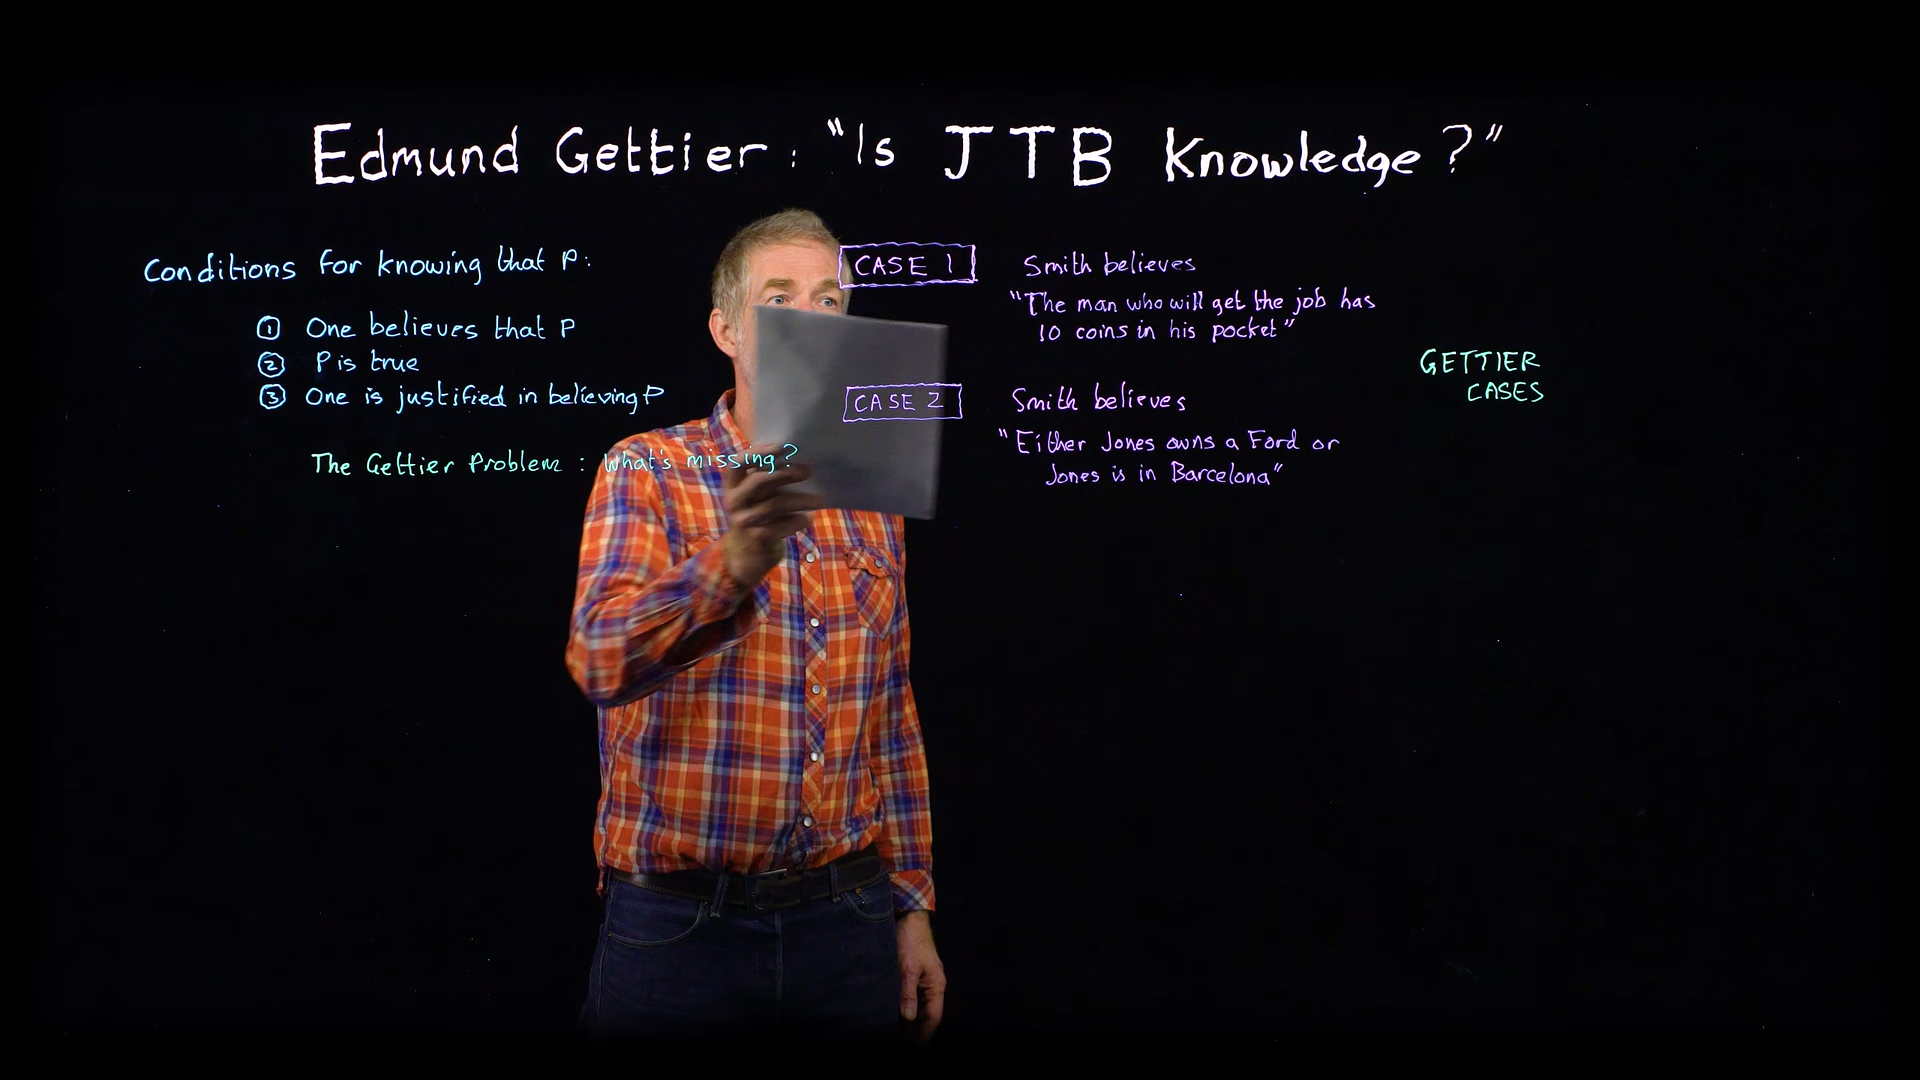 Edmund Gettier: "Is JTB Knowledge?"
Conditions for knowing that P:
① One believes that P
② P is true
③ One is justified in believing P
The Gettier Problem: What's missing?
CASE 1
Smith believes
"The man who will get the job has
10 coins in his pocket"
CASE 2
Smith believes
"Either Jones owns a Ford or
Jones is in Barcelona"
GETTIER
CASES